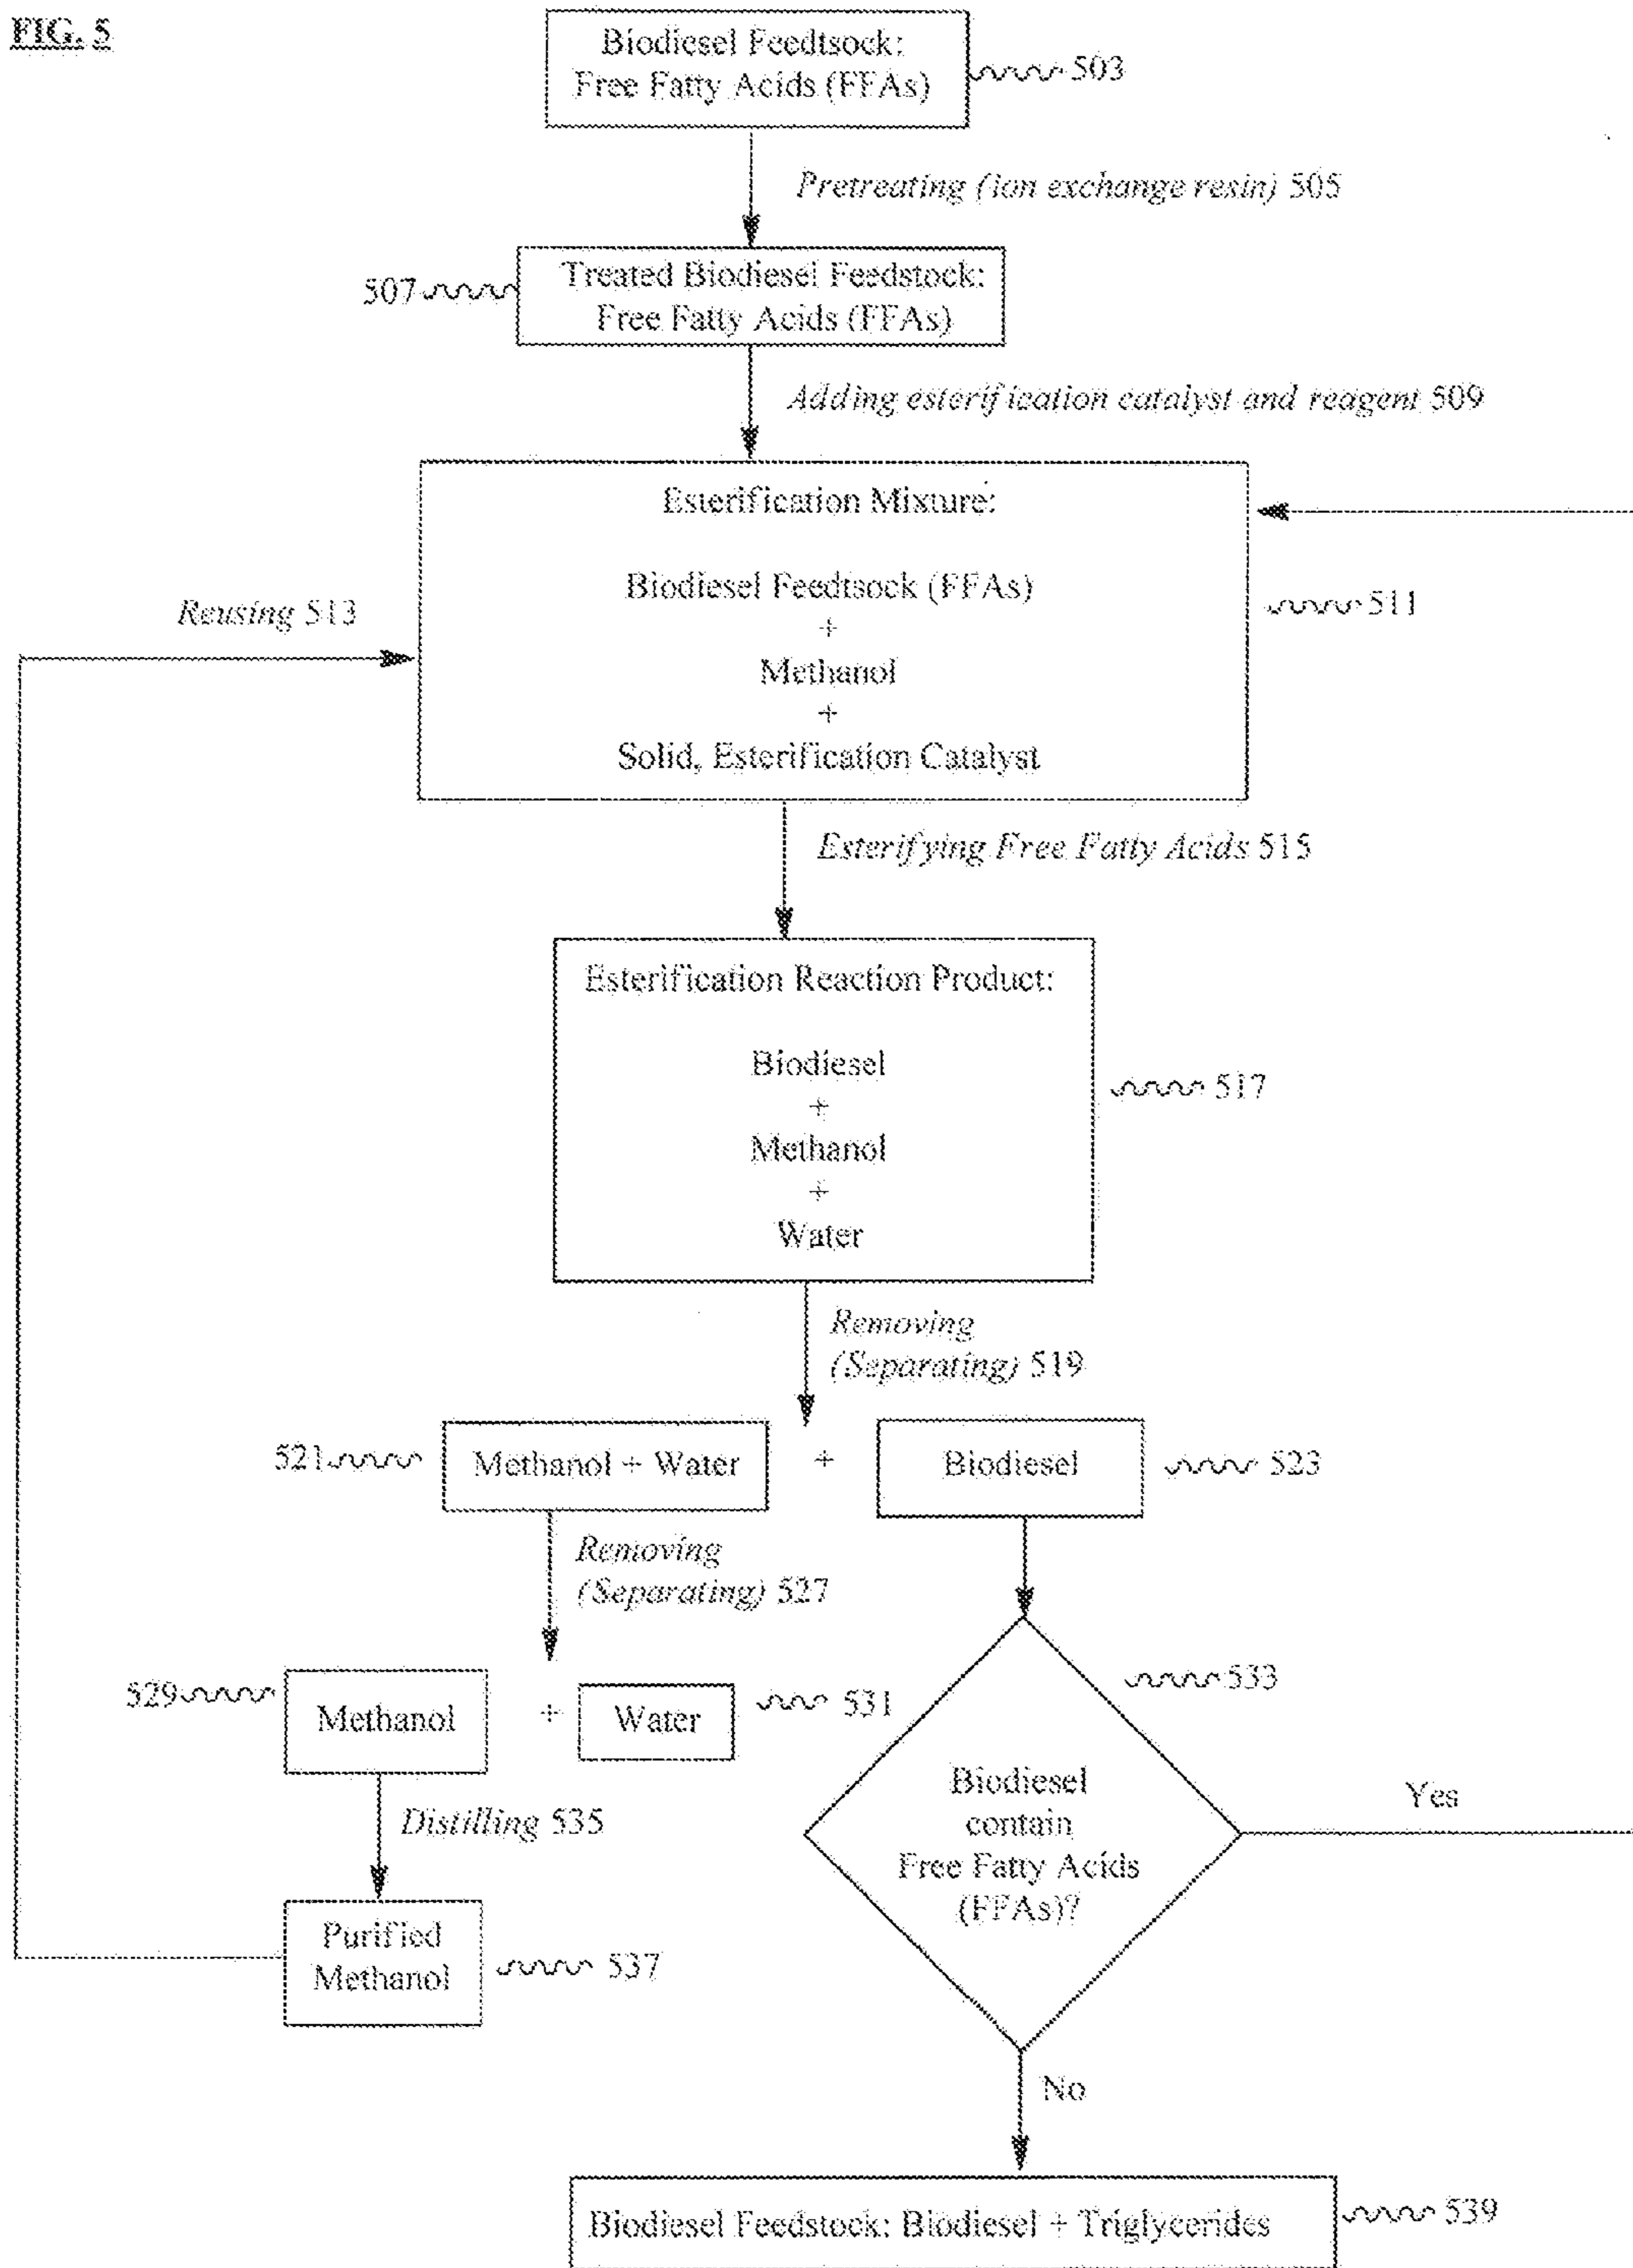 FIG. 5
Biodiesel Feedtsock:
Free Fatty Acids (FFAs)
503
Pretreating (ion exchange resin) 505
507
Treated Biodiesel Feedstock:
Free Fatty Acids (FFAs)
Adding esterification catalyst and reagent 509
Esterification Mixture:
Biodiesel Feedtsock (FFAs)
+
Methanol
+
Solid, Esterification Catalyst
511
Reusing 513
Esterifying Free Fatty Acids 515
Esterification Reaction Product:
Biodiesel
+
Methanol
+
Water
517
Removing
(Separating) 519
521
Methanol + Water
+
Biodiesel
523
Removing
(Separating) 527
529
Methanol
+
Water
531
533
Biodiesel
contain
Free Fatty Acids
(FFAs)?
Yes
Distilling 535
Purified
Methanol
537
No
Biodiesel Feedstock: Biodiesel + Triglycerides
539